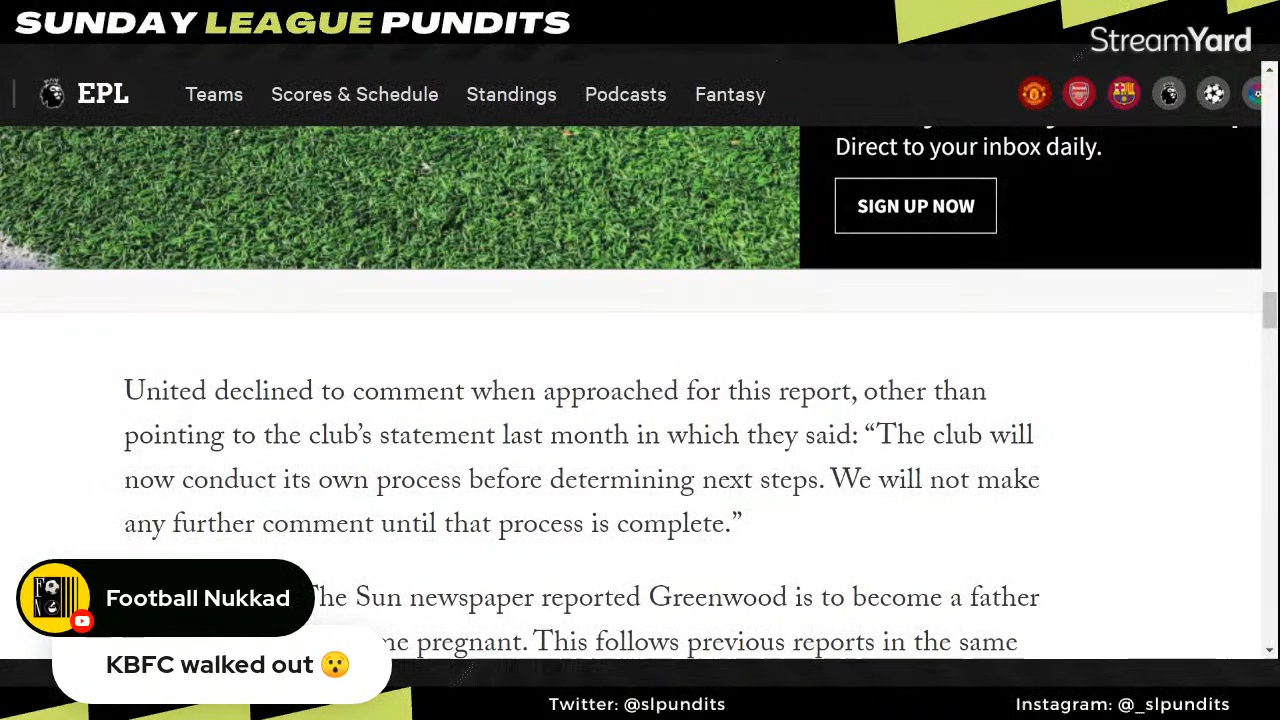 SUNDAY LEAGUE PUNDITS
StreamYard
EPL
Teams
Scores & Schedule
Standings
Podcasts
Fantasy
Direct to your inbox daily.
SIGN UP NOW
United declined to comment when approached for this report, other than
pointing to the club’s statement last month in which they said: “The club will
now conduct its own process before determining next steps. We will not make
any further comment until that process is complete.”
The Sun newspaper reported Greenwood is to become a father
pregnant. This follows previous reports in the same
Football Nukkad
KBFC walked out 😮
Twitter: @slpundits
Instagram: @_slpundits